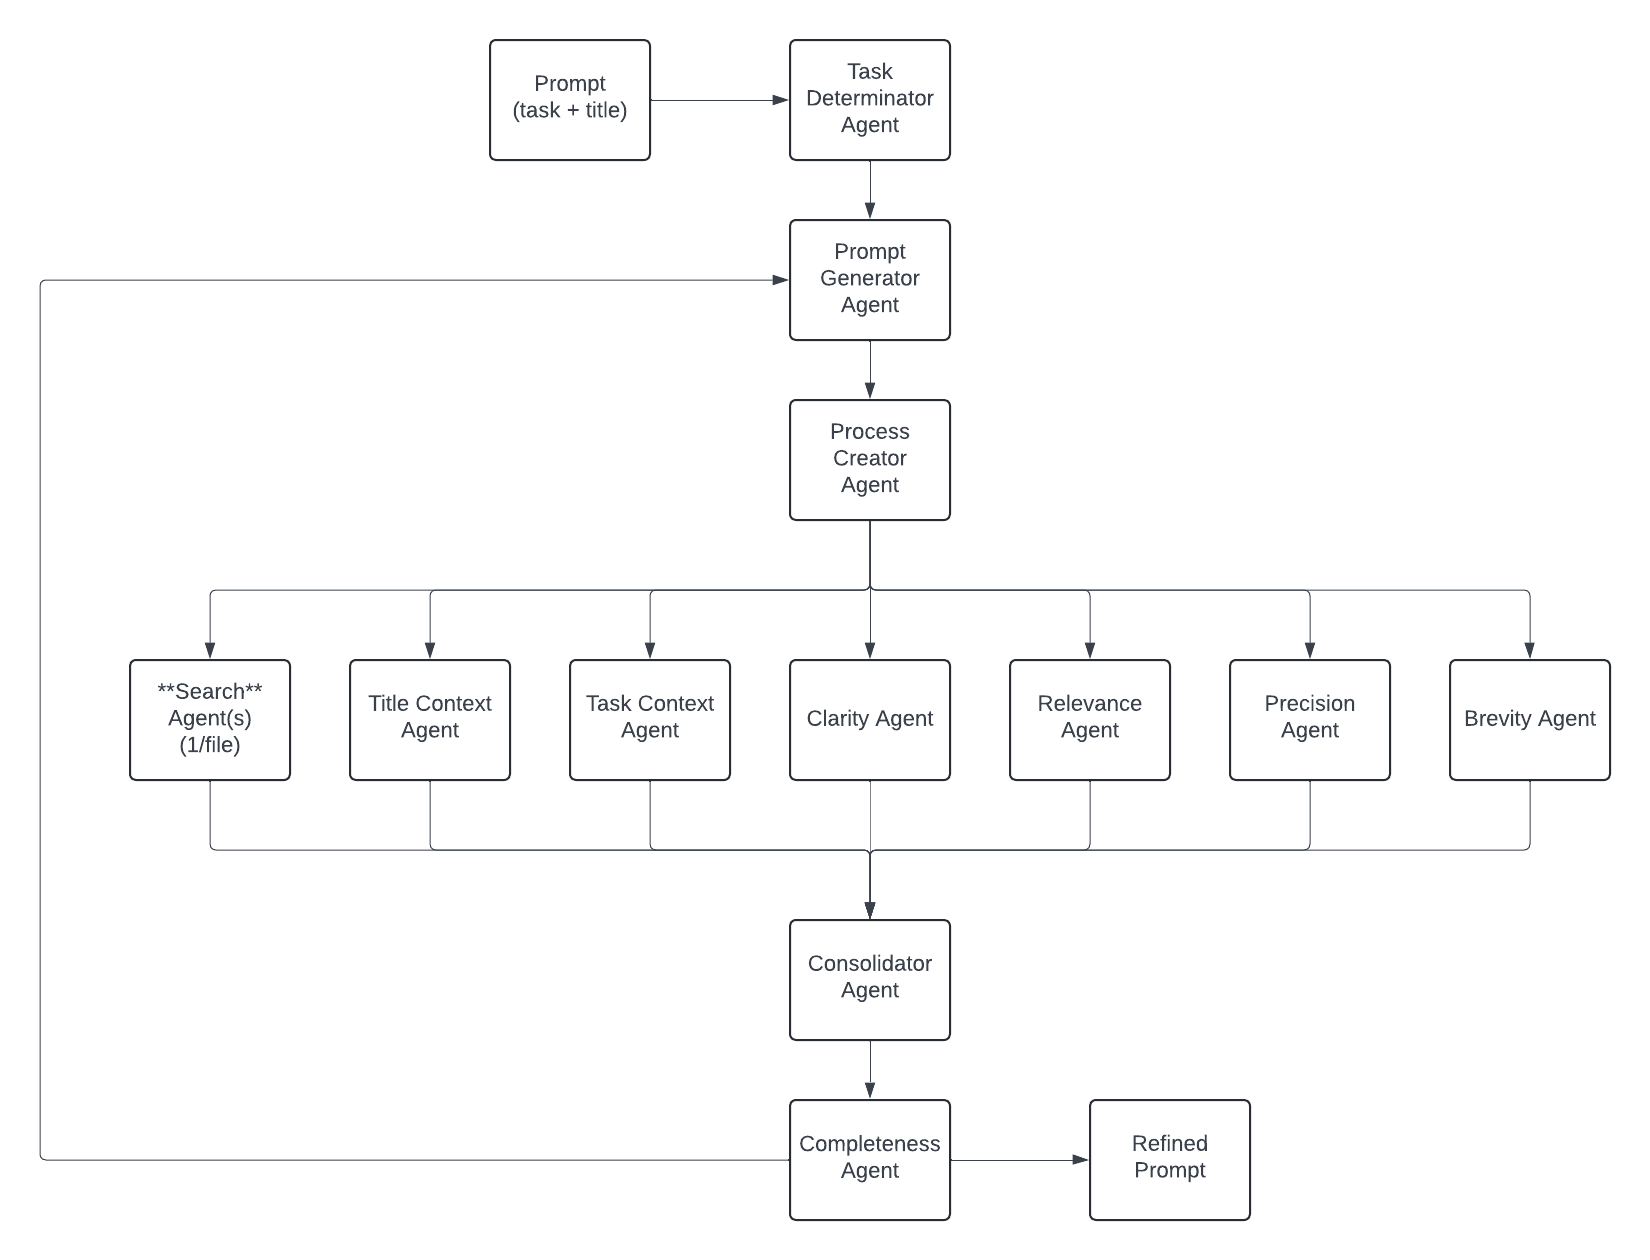 Prompt
(task + title)
Task
Determinator
Agent
Prompt
Generator
Agent
Process
Creator
Agent
**Search**
Agent(s)
(1/file)
Title Context
Agent
Task Context
Agent
Clarity Agent
Relevance
Agent
Precision
Agent
Brevity Agent
Consolidator
Agent
Completeness
Agent
Refined
Prompt